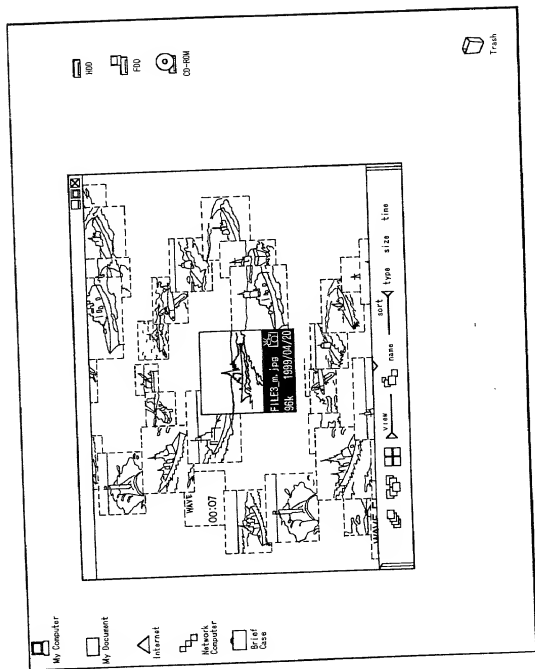 My Computer
My Document
Internet
Network
Computer
Brief
Case
HDD
FDD
CD-ROM
WAVE
00:07
FILE3_m.jpg
96k 1999/04/20
WAVE
view name sort type size time
Trash